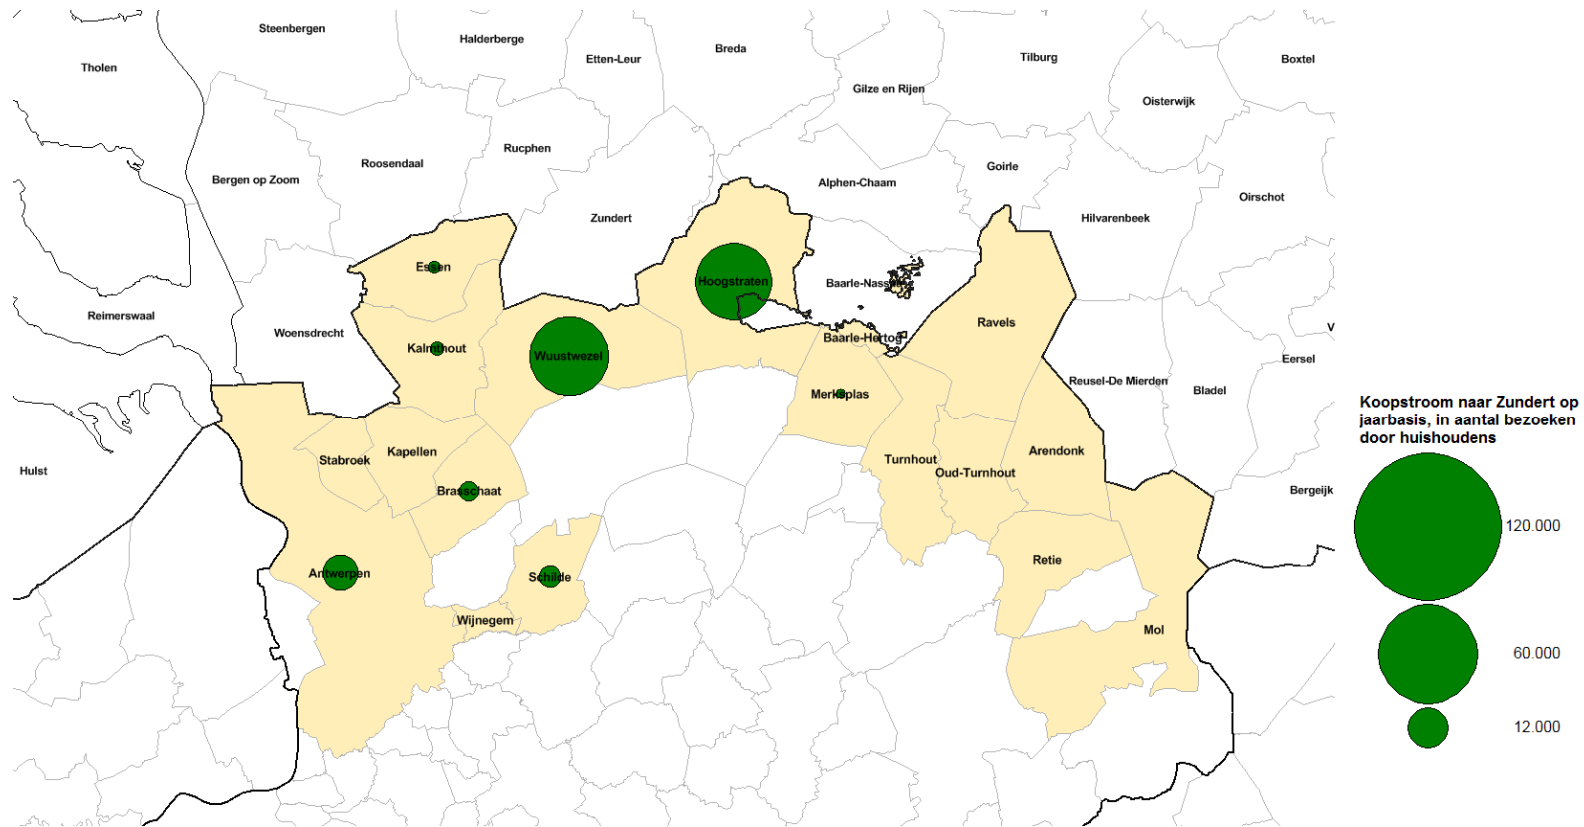 Steenbergen
Halderberge
Breda
Etten-Leur
Tilburg
Boxtel
Tholen
Gilze en Rijen
Oisterwijk
Rucphen
Roosendaal
Goirle
Bergen op Zoom
Alphen-Chaam
Oirschot
Zundert
Hilvarenbeek
Essen
Hoogstraten
Baarle-Nassau
Reimerswaal
Ravels
Woensdrecht
V
Baarle-Hertog
Kalmthout
Wuustwezel
Eersel
Reusel-De Mierden
Bladel
Merksplas
Koopstroom naar Zundert op
jaarbasis, in aantal bezoeken
door huishoudens
Kapellen
Arendonk
Stabroek
Turnhout
Hulst
Oud-Turnhout
Brasschaat
Bergeijk
120.000
Retie
Antwerpen
Schilde
Wijnegem
Mol
60.000
12.000